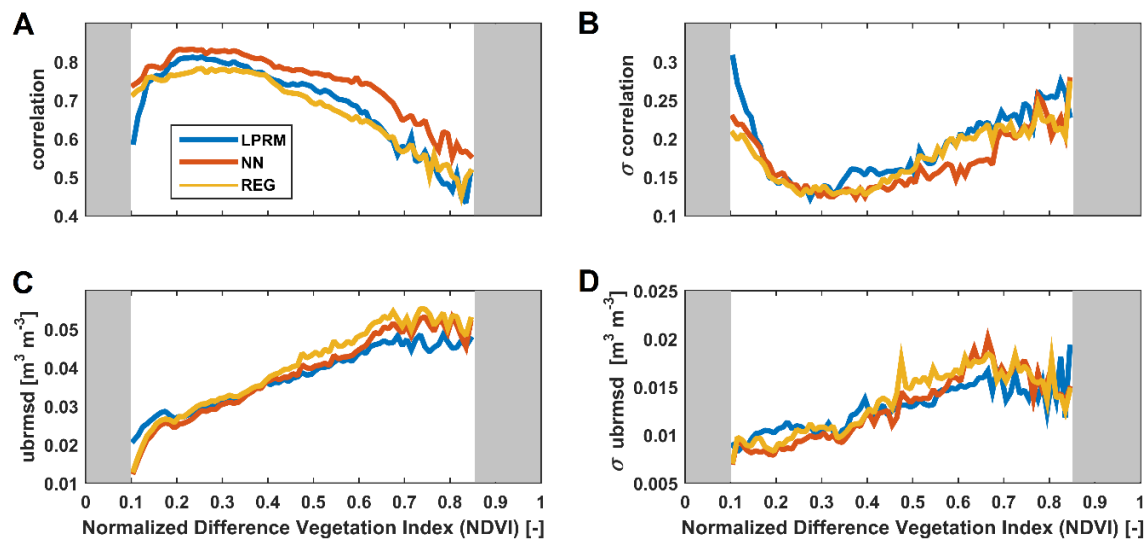 A
correlation
0.8
0.7
0.6
0.5
0.4
LPRM
NN
REG
B
σ correlation
0.3
0.25
0.2
0.15
0.1
C
ubrmsd [m³ m⁻³]
0.05
0.04
0.03
0.02
0.01
0 0.1 0.2 0.3 0.4 0.5 0.6 0.7 0.8 0.9 1
Normalized Difference Vegetation Index (NDVI) [-]
D
σ ubrmsd [m³ m⁻³]
0.025
0.02
0.015
0.01
0.005
0 0.1 0.2 0.3 0.4 0.5 0.6 0.7 0.8 0.9 1
Normalized Difference Vegetation Index (NDVI) [-]